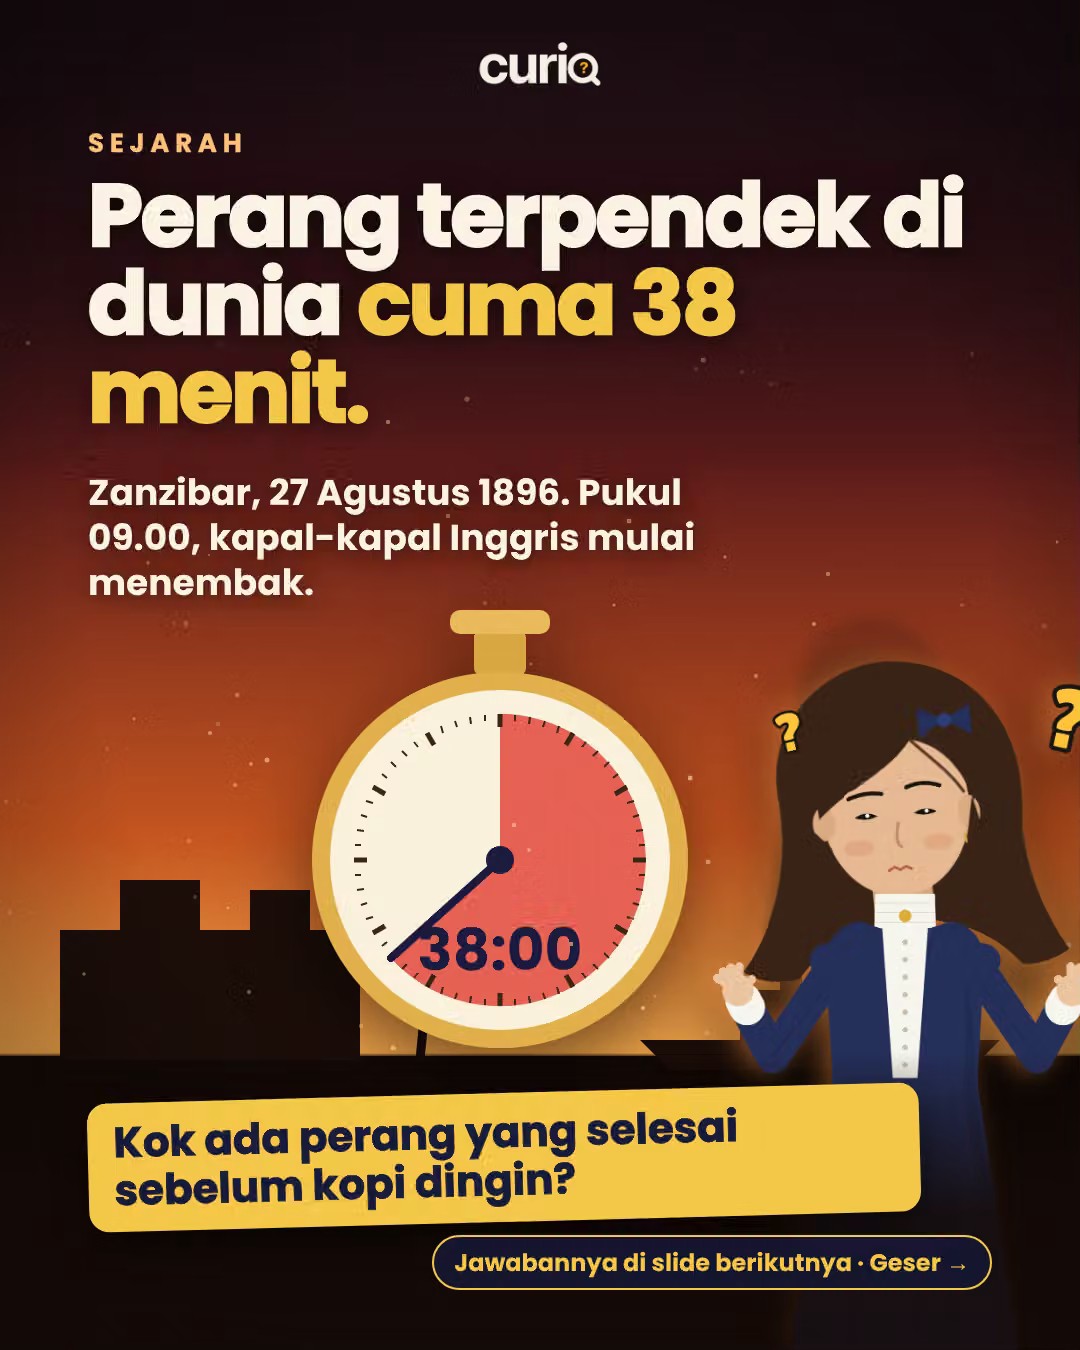 curiq
SEJARAH
Perang terpendek di
dunia cuma 38
menit.
Zanzibar, 27 Agustus 1896. Pukul
09.00, kapal-kapal Inggris mulai
menembak.
?
?
38:00
Kok ada perang yang selesai
sebelum kopi dingin?
Jawabannya di slide berikutnya · Geser →